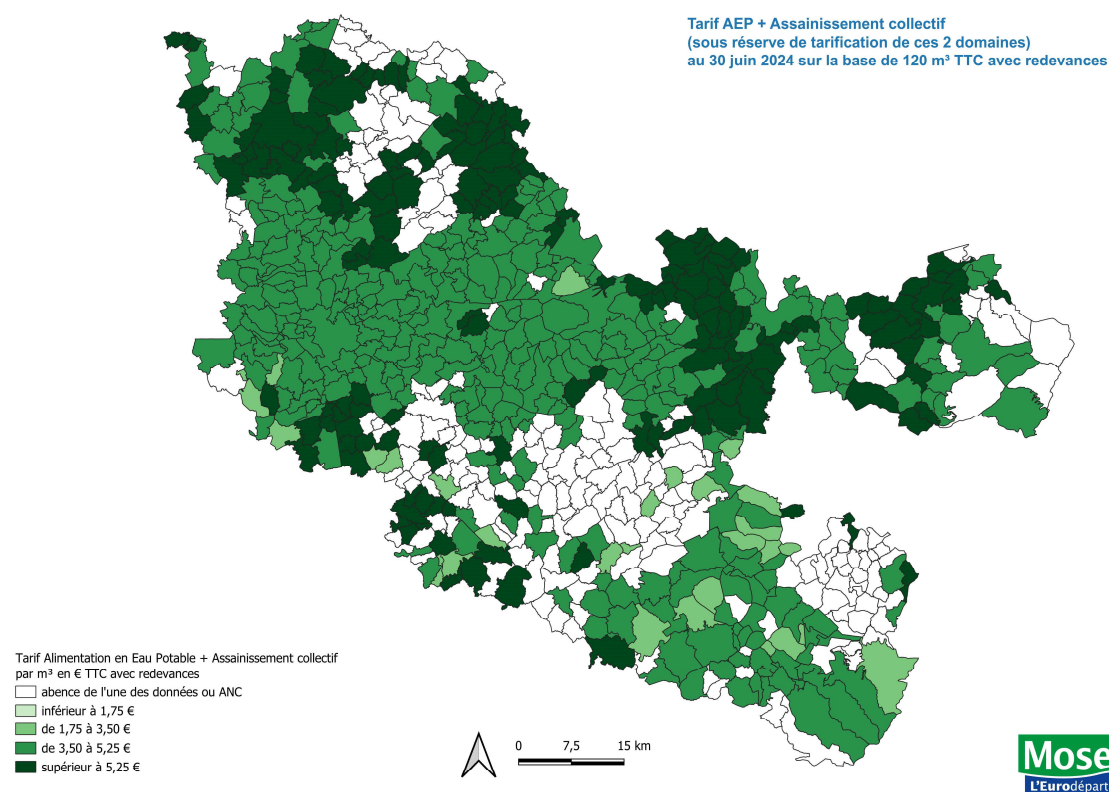 Tarif AEP + Assainissement collectif
(sous réserve de tarification de ces 2 domaines)
au 30 juin 2024 sur la base de 120 m³ TTC avec redevances
Tarif Alimentation en Eau Potable + Assainissement collectif
par m³ en € TTC avec redevances
abence de l'une des données ou ANC
inférieur à 1,75 €
de 1,75 à 3,50 €
de 3,50 à 5,25 €
supérieur à 5,25 €
0 7,5 15 km
Mose
L'Eurodépart